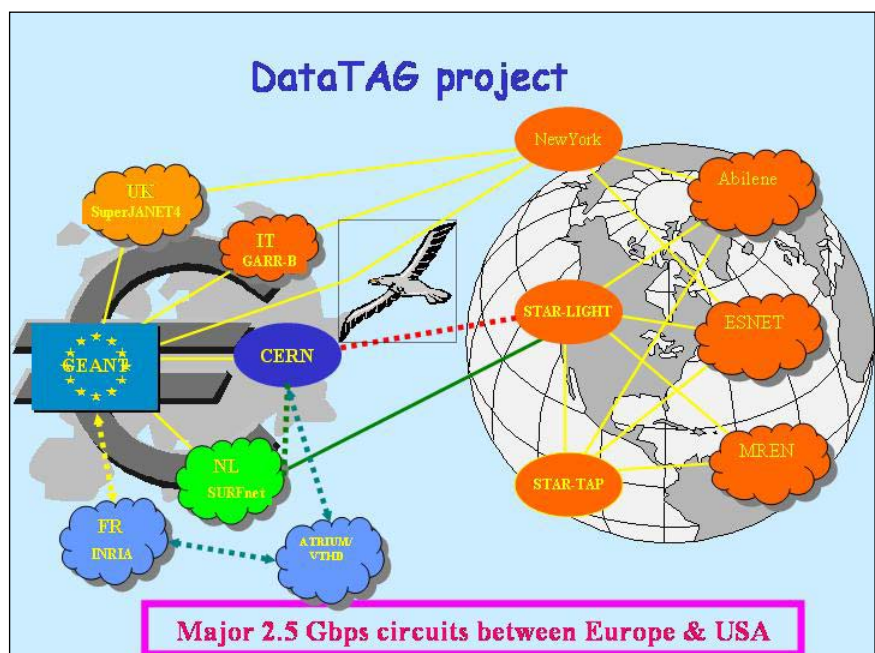 DataTAG project
NewYork
Abilene
UK
SuperJANET4
IT
GARR-B
STAR-LIGHT
ESNET
GEANT
CERN
NL
SURFnet
STAR-TAP
MREN
FR
INRIA
ATRIUM/
VTHD
Major 2.5 Gbps circuits between Europe & USA